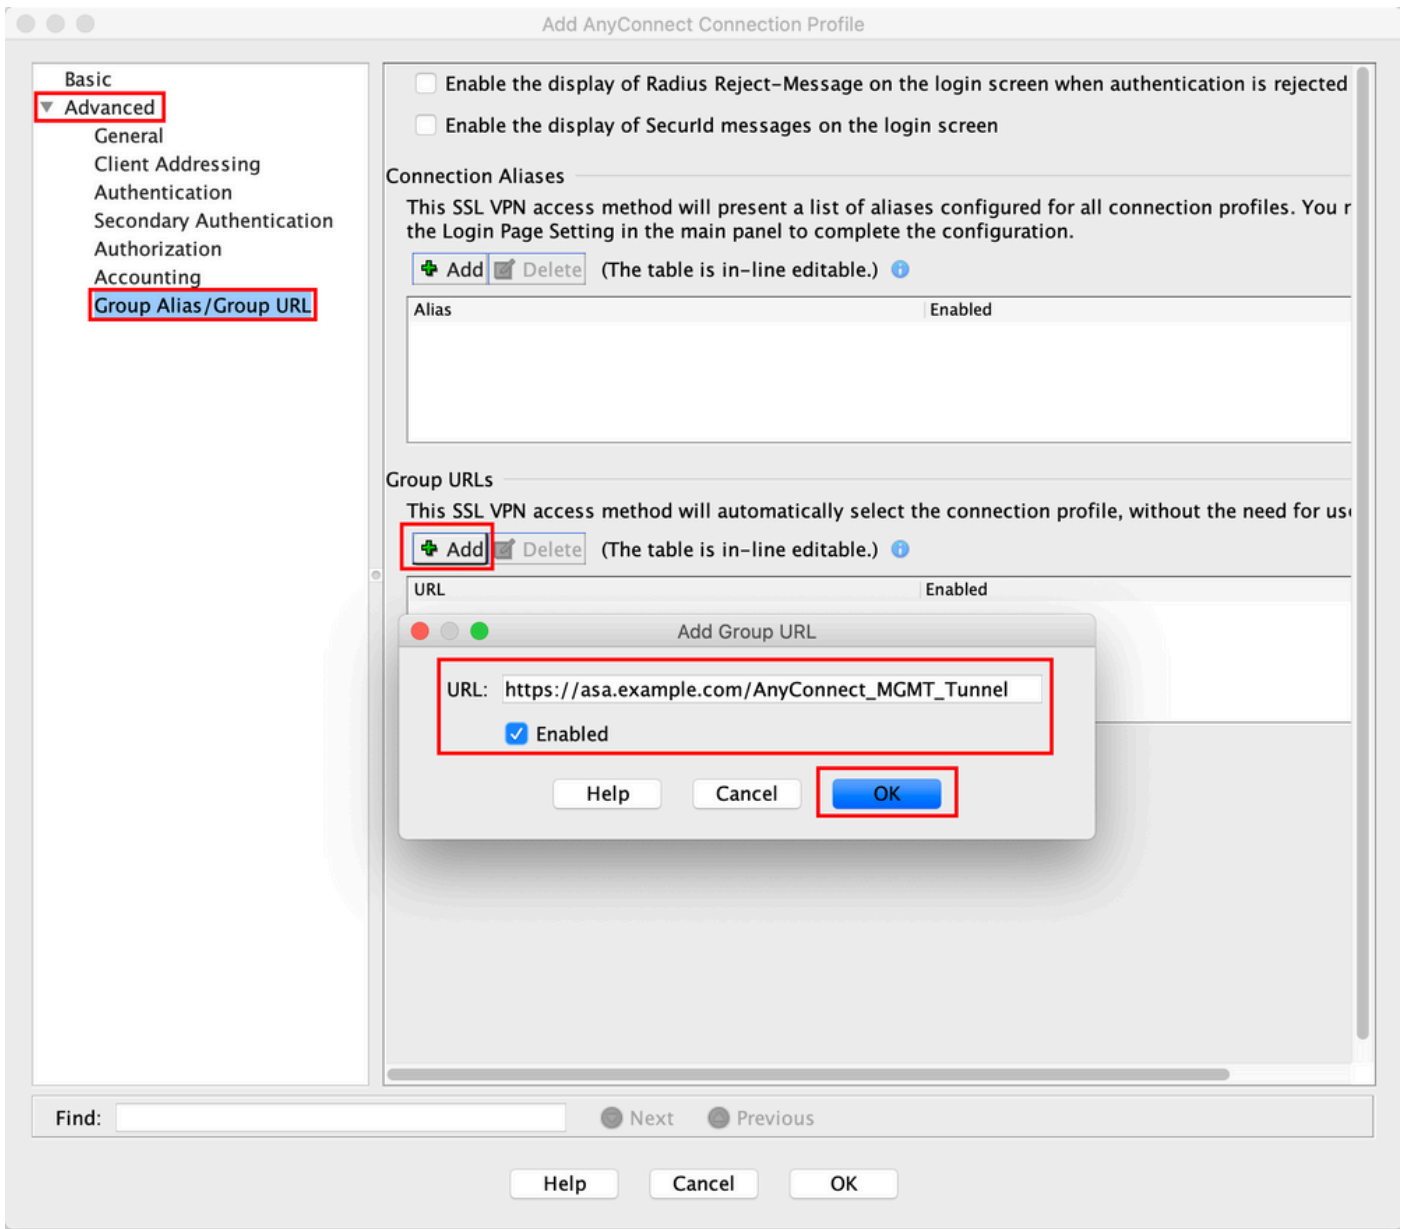 Add AnyConnect Connection Profile
Basic
Advanced
General
Client Addressing
Authentication
Secondary Authentication
Authorization
Accounting
Group Alias/Group URL
Enable the display of Radius Reject-Message on the login screen when authentication is rejected
Enable the display of SecurId messages on the login screen
Connection Aliases
This SSL VPN access method will present a list of aliases configured for all connection profiles. You r
the Login Page Setting in the main panel to complete the configuration.
Add Delete (The table is in-line editable.)
Alias Enabled
Group URLs
This SSL VPN access method will automatically select the connection profile, without the need for use
Add Delete (The table is in-line editable.)
URL Enabled
Add Group URL
URL: https://asa.example.com/AnyConnect_MGMT_Tunnel
Enabled
Help Cancel OK
Find: Next Previous
Help Cancel OK